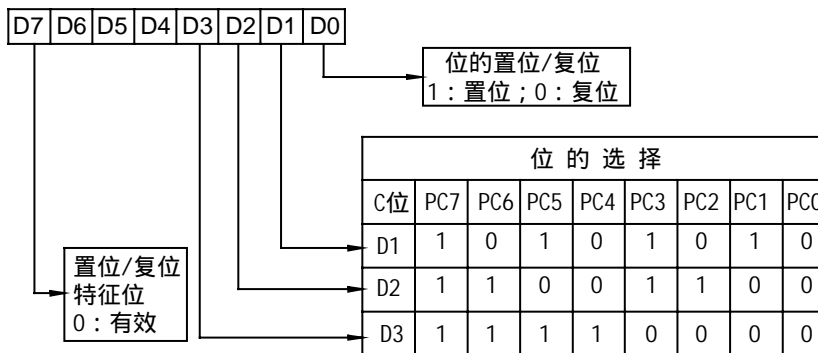 D7 D6 D5 D4 D3 D2 D1 D0
位的置位/复位
1：置位；0：复位
位的选择
C位 PC7 PC6 PC5 PC4 PC3 PC2 PC1 PC0
D1 1 0 1 0 1 0 1 0
D2 1 1 0 0 1 1 0 0
D3 1 1 1 1 0 0 0 0
置位/复位
特征位
0：有效